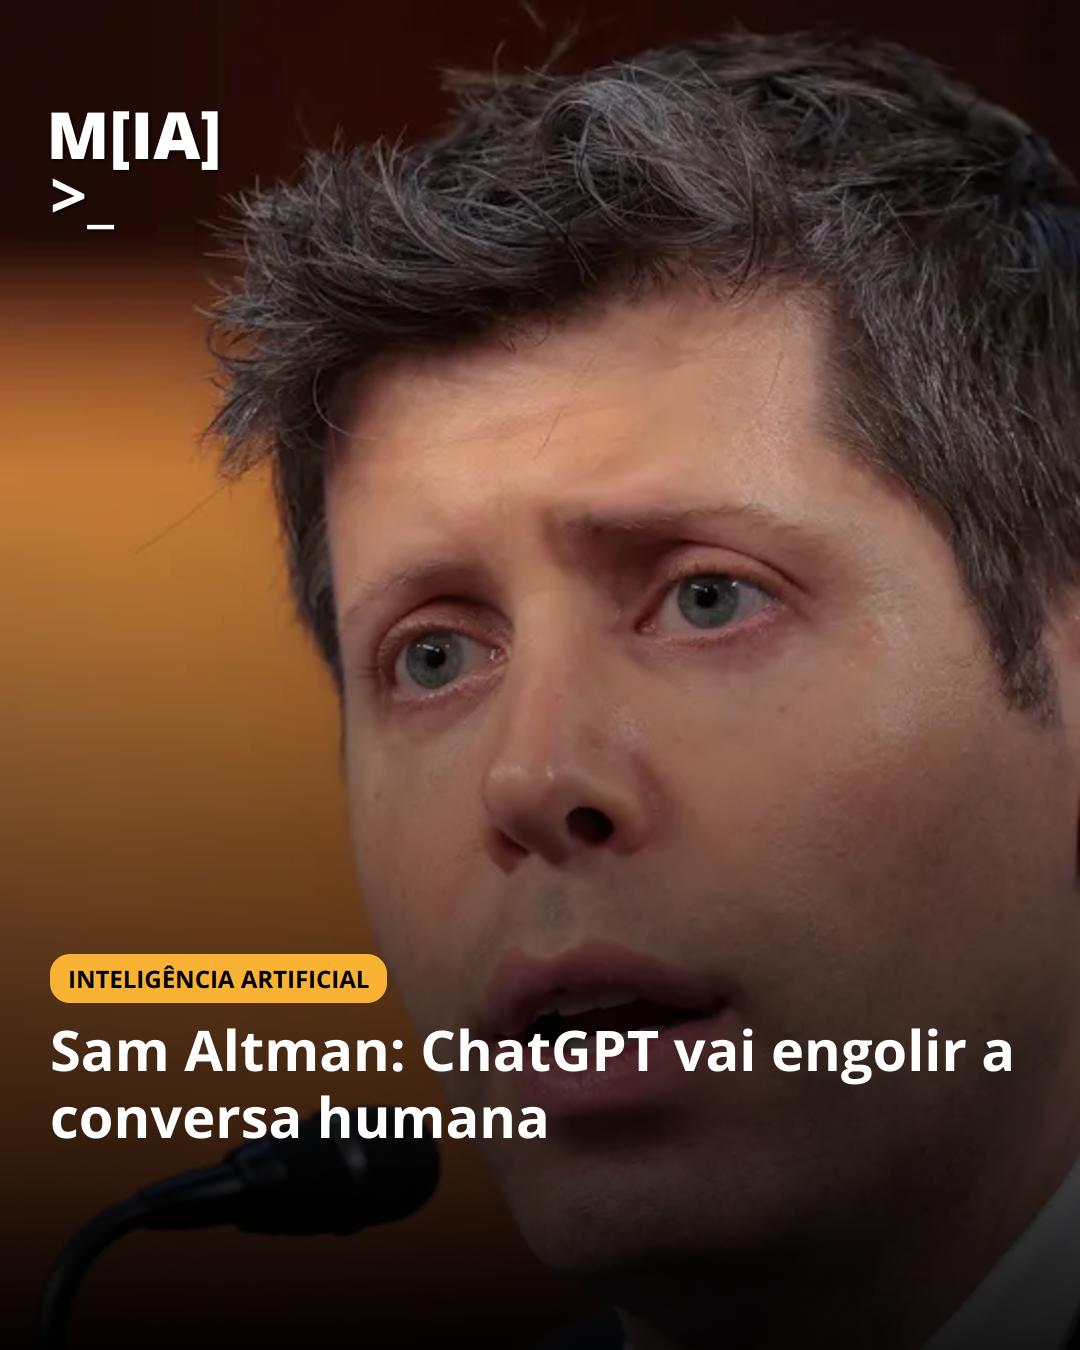 M[IA]
>_
INTELIGÊNCIA ARTIFICIAL
Sam Altman: ChatGPT vai engolir a
conversa humana